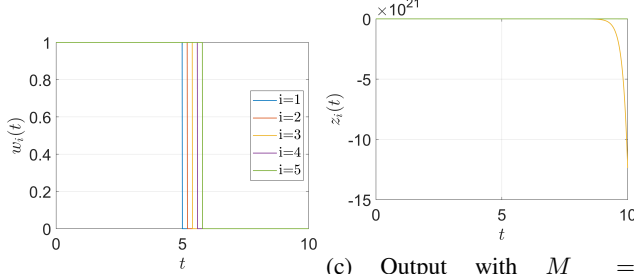 1
0.8
0.6
0.4
0.2
0
0
5
10
t
w_i(t)
i=1
i=2
i=3
i=4
i=5
×10^21
0
-5
-10
-15
0
5
10
t
z_i(t)
(c) Output with M =